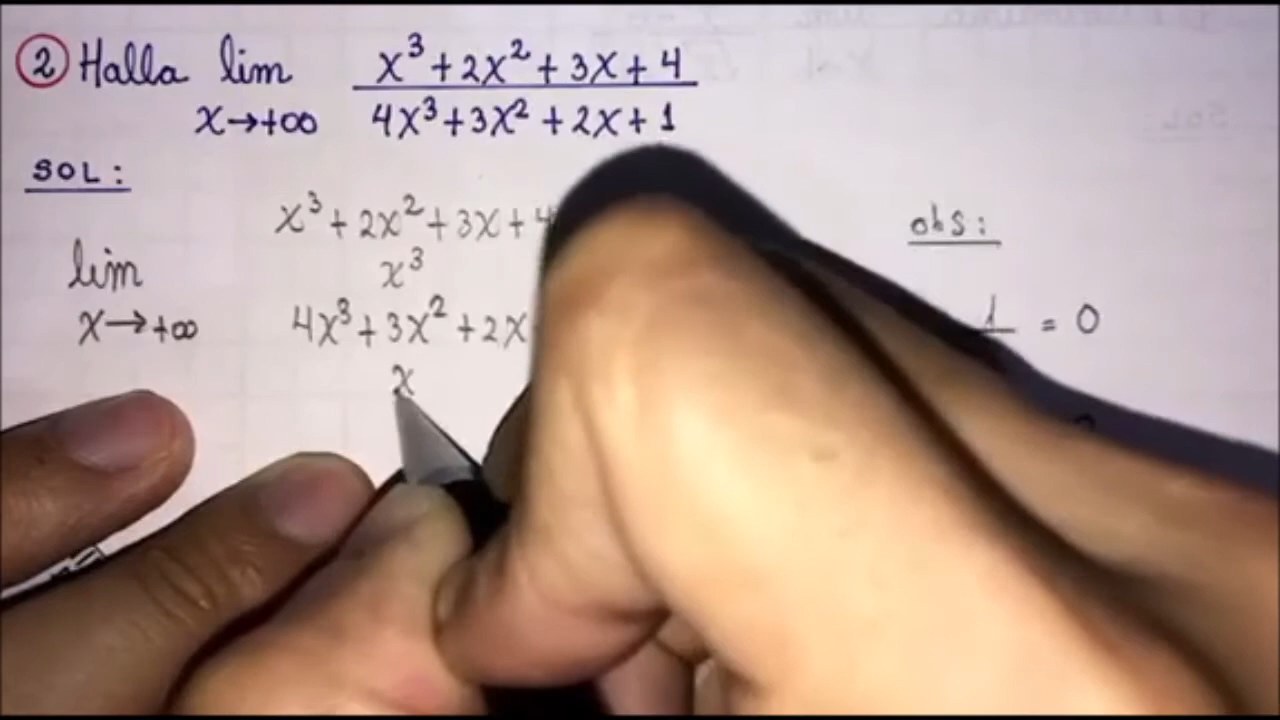 ② Halla lim x³ + 2x² + 3x + 4
x→+∞ 4x³ + 3x² + 2x + 1
SOL:
x³ + 2x² + 3x + 4
obs:
lim x³
x→+∞ 4x³ + 3x² + 2x
1 = 0
x